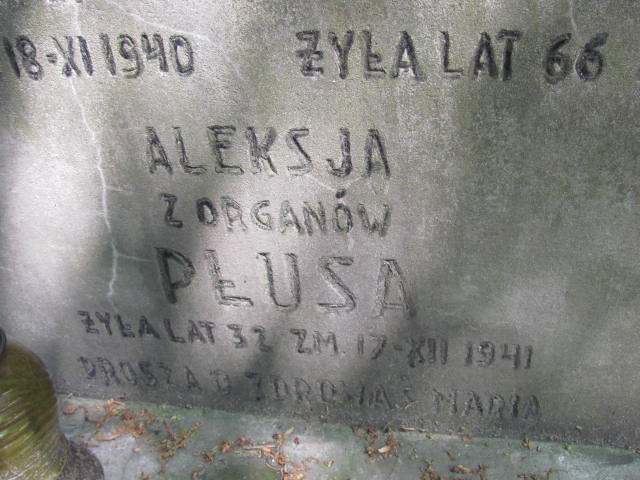 18-XI 1940 ŻYŁA LAT 66
ALEKSJA
Z ORGANÓW
PŁUSA
ŻYŁA LAT 32 ZM. 17-XII 1941
PROSZĄ O ZDROWAŚ MARIA